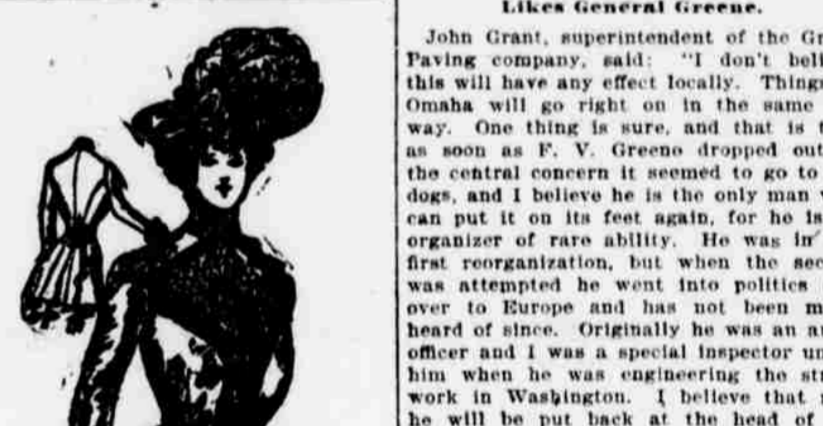 Likes General Greene.
John Grant, superintendent of the Gr
Paving company, said: "I don't beli
this will have any effect locally. Things
Omaha will go right on in the same
way. One thing is sure, and that is t
as soon as F. V. Greene dropped out
the central concern it seemed to go to
dogs, and I believe he is the only man v
can put it on its feet again, for he is
organizer of rare ability. He was in
first reorganization, but when the sec
was attempted he went into politics
over to Europe and has not been m
heard of since. Originally he was an ar
officer and I was a special inspector un
him when he was engineering the str
work in Washington. I believe that
he will be put back at the head of